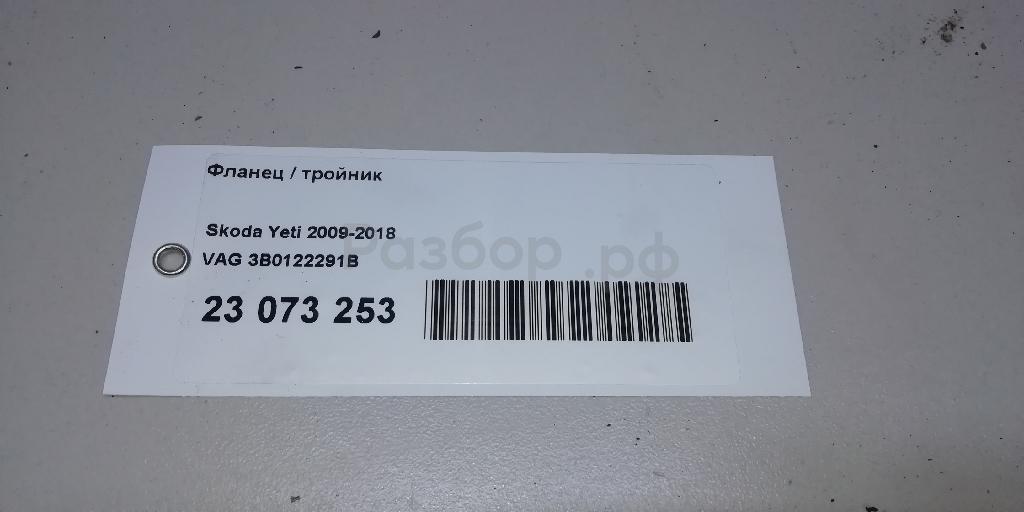 Фланец / тройник
Skoda Yeti 2009-2018
VAG 3B0122291B
23 073 253
Разбор.рф